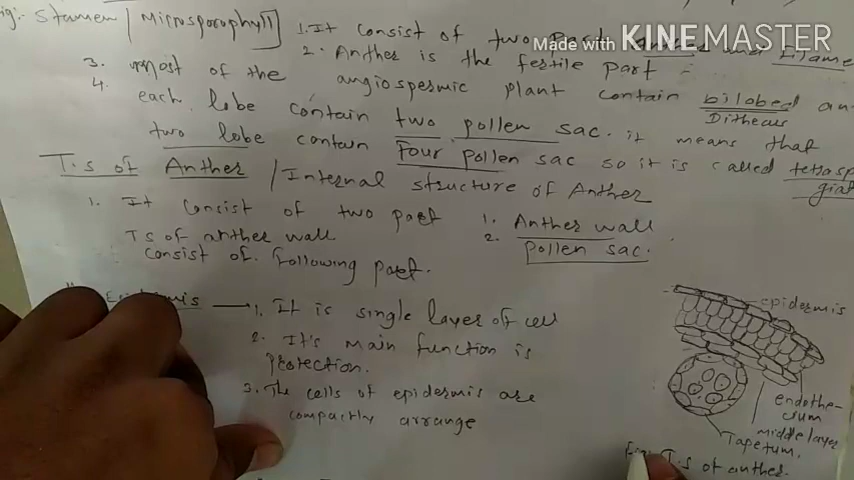 Stamen / Microsporophyll
1. It consist of two part
Made with KINEMASTER
2. Anther is the fertile part
3. Most of the angiospermic plant contain bilobed an
Dithecus
4. each lobe contain two pollen sac. it means that
two lobe contain Four pollen sac so it is called tetrasp
T.S of Anther / Internal structure of Anther
1. It consist of two part
1. Anther wall
2. pollen sac.
TS of anther wall
consist of following part.
1. It is single layer of cell
2. It's main function is
protection.
3. The cells of epidermis are
compactly arrange
epidermis
endothe-
cium
middle layer
Tapetum.
T.S of anther.